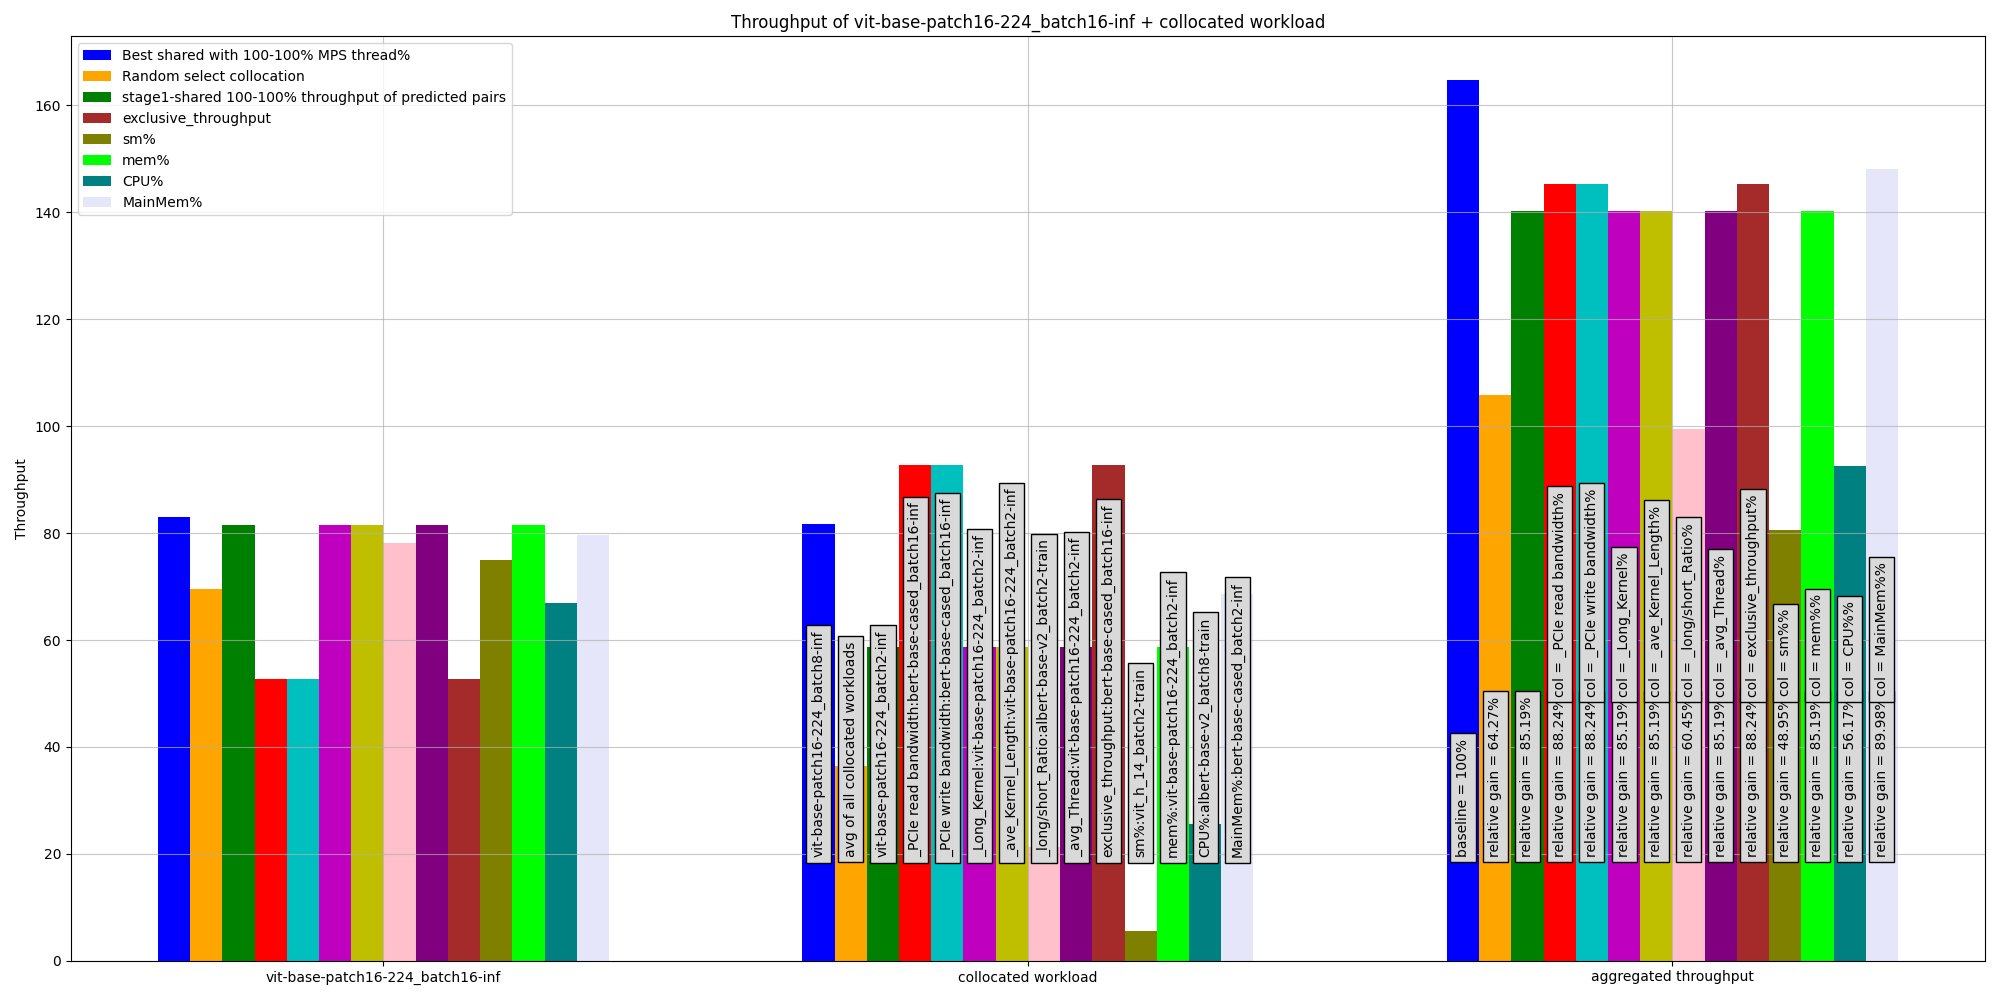 Throughput of vit-base-patch16-224_batch16-inf + collocated workload
Best shared with 100-100% MPS thread%
Random select collocation
stage1-shared 100-100% throughput of predicted pairs
exclusive_throughput
sm%
mem%
CPU%
MainMem%
Throughput
160
140
120
100
80
60
40
20
0
vit-base-patch16-224_batch8-inf
avg of all collocated workloads
vit-base-patch16-224_batch2-inf
_PCIe read bandwidth:bert-base-cased_batch16-inf
_PCIe write bandwidth:bert-base-cased_batch16-inf
_Long_Kernel:vit-base-patch16-224_batch2-inf
_ave_Kernel_Length:vit-base-patch16-224_batch2-inf
_long/short_Ratio:albert-base-v2_batch2-train
_avg_Thread:vit-base-patch16-224_batch2-inf
exclusive_throughput:bert-base-cased_batch16-inf
sm%:vit_h_14_batch2-train
mem%:vit-base-patch16-224_batch2-inf
CPU%:albert-base-v2_batch8-train
MainMem%:bert-base-cased_batch2-inf
baseline = 100%
relative gain = 64.27%
relative gain = 85.19%
relative gain = 88.24% col = _PCIe read bandwidth%
relative gain = 88.24% col = _PCIe write bandwidth%
relative gain = 85.19% col = _Long_Kernel%
relative gain = 85.19% col = _ave_Kernel_Length%
relative gain = 60.45% col = _long/short_Ratio%
relative gain = 85.19% col = _avg_Thread%
relative gain = 88.24% col = exclusive_throughput%
relative gain = 48.95% col = sm%%
relative gain = 85.19% col = mem%%
relative gain = 56.17% col = CPU%%
relative gain = 89.98% col = MainMem%%
vit-base-patch16-224_batch16-inf
collocated workload
aggregated throughput